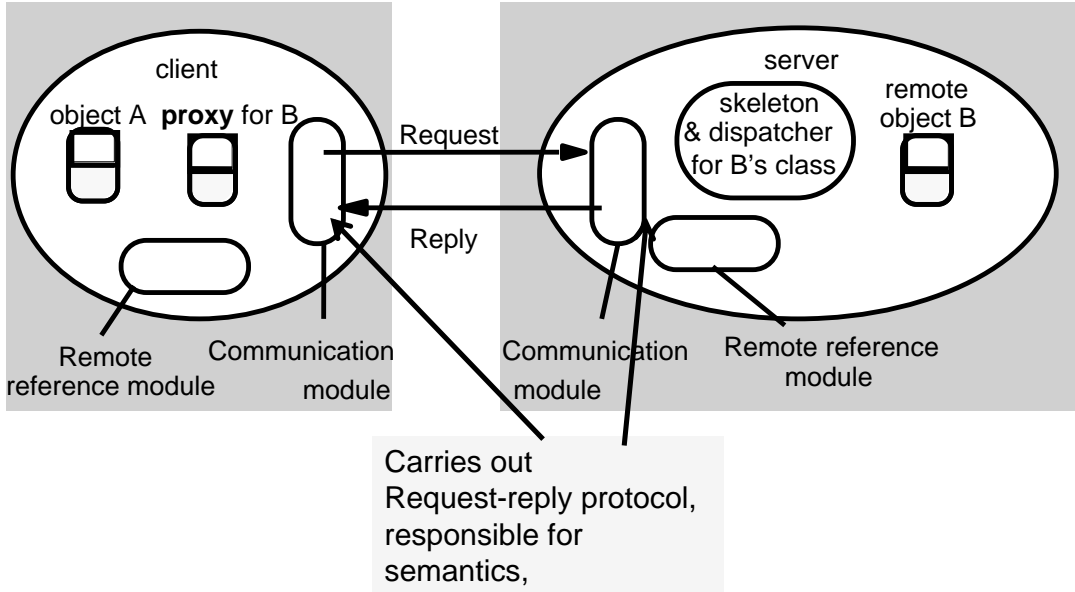 client
object A proxy for B
Request
Reply
Remote
reference module
Communication
module
server
skeleton
& dispatcher
for B's class
remote
object B
Communication
module
Remote reference
module
Carries out
Request-reply protocol,
responsible for
semantics,